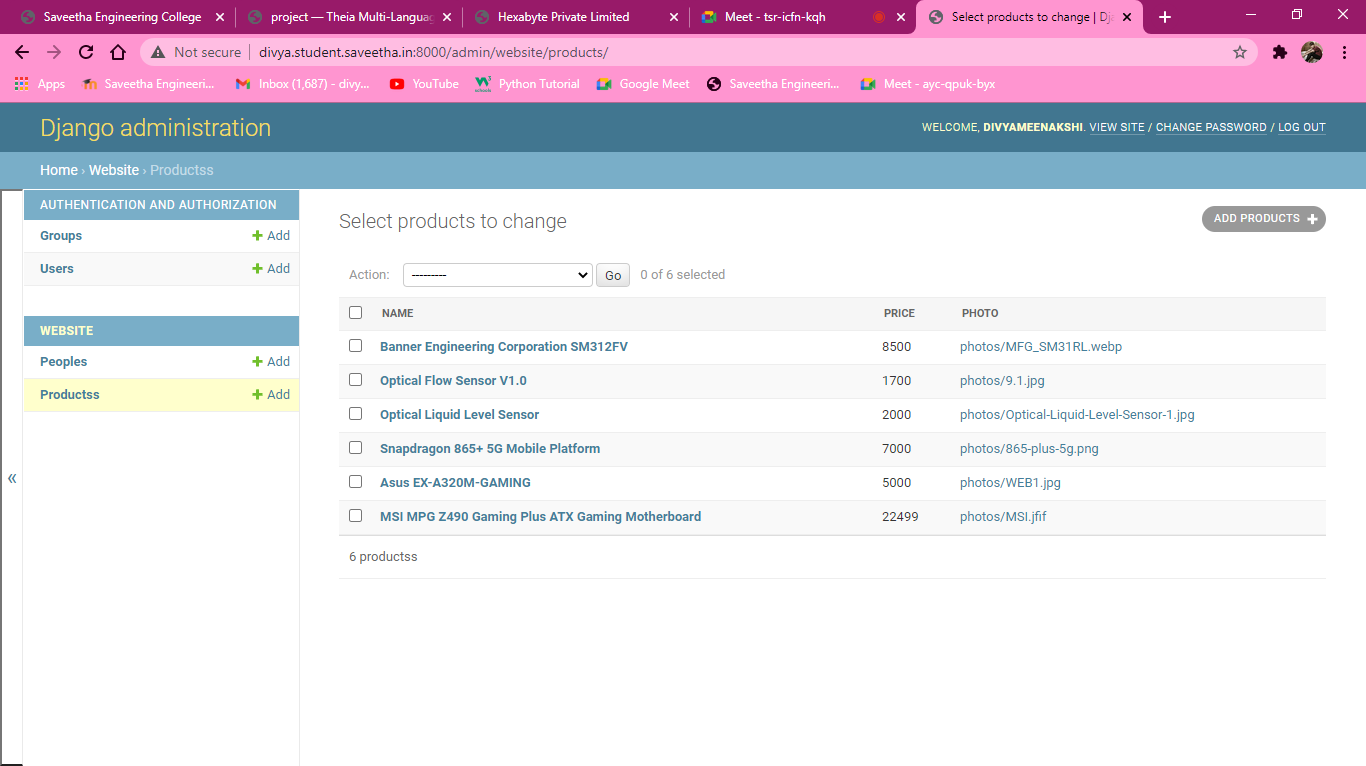 Saveetha Engineering College
project — Theia Multi-Langua
Hexabyte Private Limited
Meet - tsr-icfn-kqh
Select products to change | Dj
Not secure
divya.student.saveetha.in:8000/admin/website/products/
Apps
Saveetha Engineeri...
Inbox (1,687) - divy...
YouTube
Python Tutorial
Google Meet
Saveetha Engineeri...
Meet - ayc-qpuk-byx
Django administration
WELCOME, DIVYAMEENAKSHI. VIEW SITE / CHANGE PASSWORD / LOG OUT
Home › Website › Productss
AUTHENTICATION AND AUTHORIZATION
Groups + Add
Users + Add
WEBSITE
Peoples + Add
Productss + Add
«
Select products to change
ADD PRODUCTS +
Action: --------- Go 0 of 6 selected
NAME PRICE PHOTO
Banner Engineering Corporation SM312FV 8500 photos/MFG_SM31RL.webp
Optical Flow Sensor V1.0 1700 photos/9.1.jpg
Optical Liquid Level Sensor 2000 photos/Optical-Liquid-Level-Sensor-1.jpg
Snapdragon 865+ 5G Mobile Platform 7000 photos/865-plus-5g.png
Asus EX-A320M-GAMING 5000 photos/WEB1.jpg
MSI MPG Z490 Gaming Plus ATX Gaming Motherboard 22499 photos/MSI.jfif
6 productss